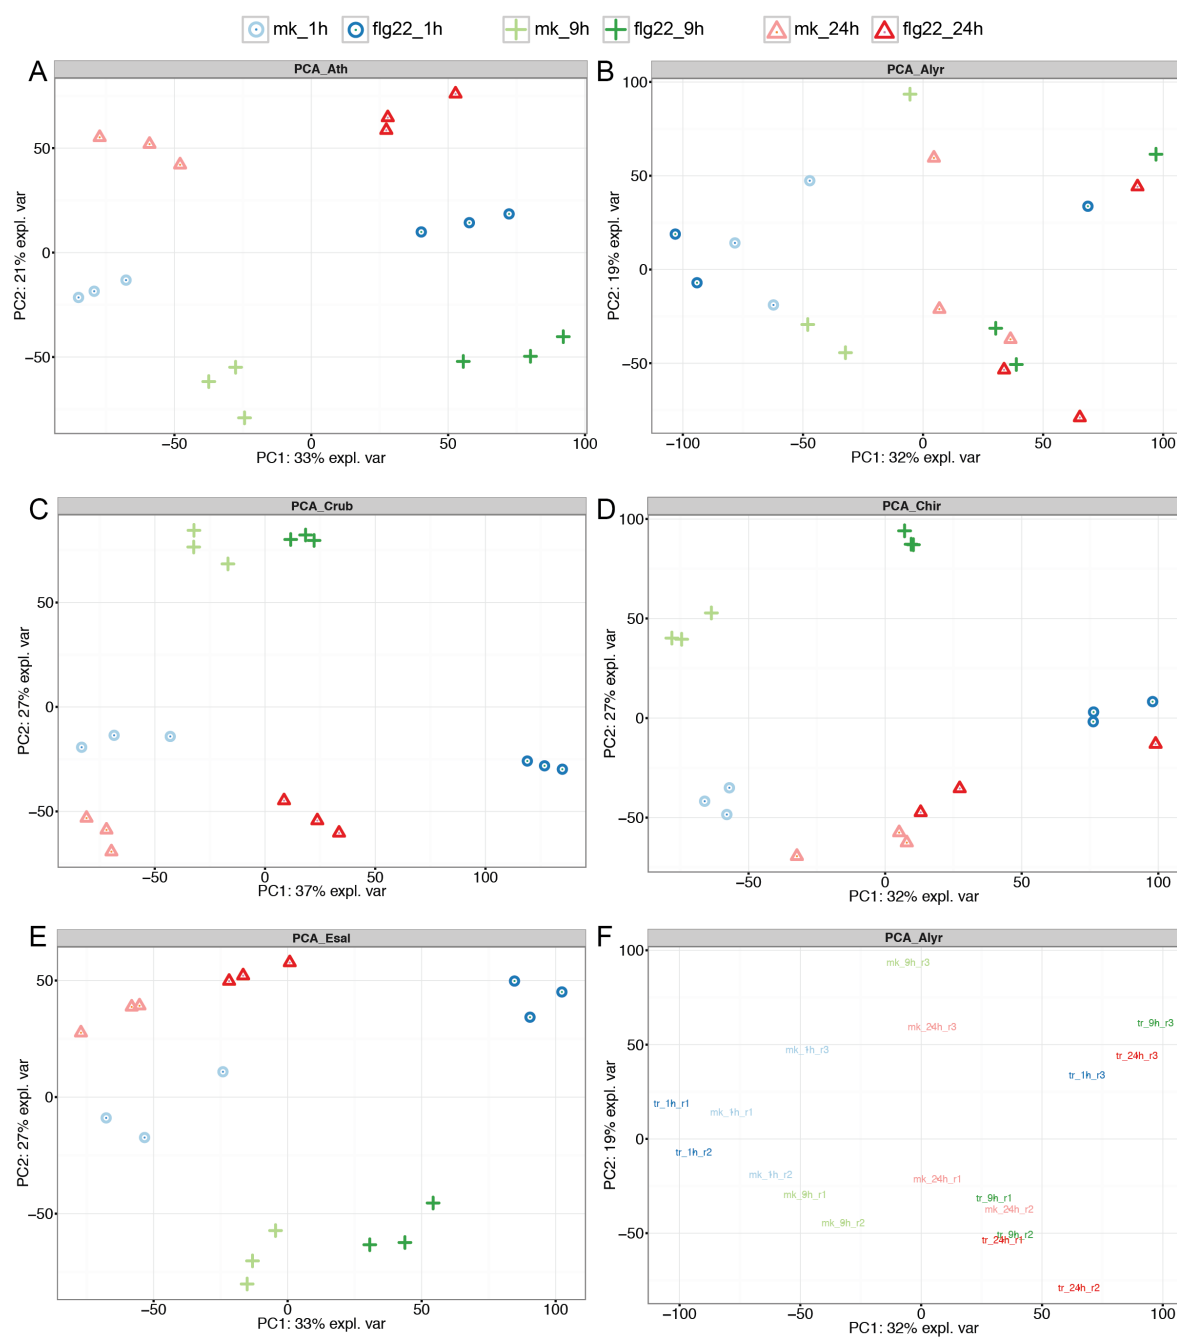 mk_1h flg22_1h mk_9h flg22_9h mk_24h flg22_24h
A
PCA_Ath
PC2: 21% expl. var
50
0
−50
−50 0 50 100
PC1: 33% expl. var
B
PCA_Alyr
PC2: 19% expl. var
100
50
0
−50
−100 −50 0 50 100
PC1: 32% expl. var
C
PCA_Crub
PC2: 27% expl. var
50
0
−50
−50 0 50 100
PC1: 37% expl. var
D
PCA_Chir
PC2: 27% expl. var
100
50
0
−50
−50 0 50 100
PC1: 32% expl. var
E
PCA_Esal
PC2: 27% expl. var
50
0
−50
−50 0 50 100
PC1: 33% expl. var
F
PCA_Alyr
PC2: 19% expl. var
100
50
0
−50
mk_9h_r3
tr_9h_r3
mk_24h_r3
mk_1h_r3
tr_24h_r3
tr_1h_r3
tr_1h_r1
mk_1h_r1
tr_1h_r2
mk_1h_r2
mk_24h_r1
mk_9h_r1
tr_9h_r1
mk_24h_r2
mk_9h_r2
tr_9h_r2
tr_24h_r1
tr_24h_r2
−100 −50 0 50 100
PC1: 32% expl. var